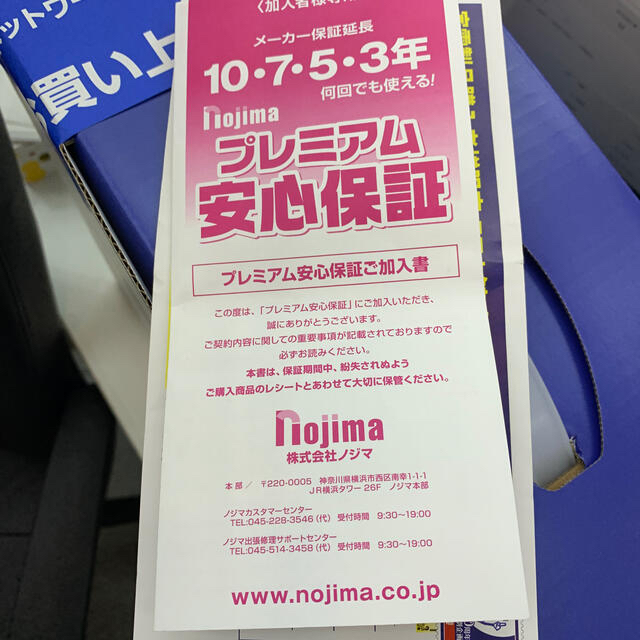 ットワー
買い上
〈加入者様専
メーカー保証延長
10・7・5・3年
何回でも使える!
nojima
プレミアム
安心保証
プレミアム安心保証ご加入書
この度は、「プレミアム安心保証」にご加入いただき、
誠にありがとうございます。
ご契約内容に関しての重要事項が記載されておりますので
必ずお読みください。
本書は、保証期間中、紛失されぬよう
ご購入商品のレシートとあわせて大切に保管ください。
nojima
株式会社ノジマ
本 部 / 〒220-0005 神奈川県横浜市西区南幸1-1-1
JR横浜タワー 26F ノジマ本部
ノジマカスタマーセンター
TEL:045-228-3546(代) 受付時間 9:30〜19:00
ノジマ出張修理サポートセンター
TEL:045-514-3458(代) 受付時間 9:30〜19:00
www.nojima.co.jp